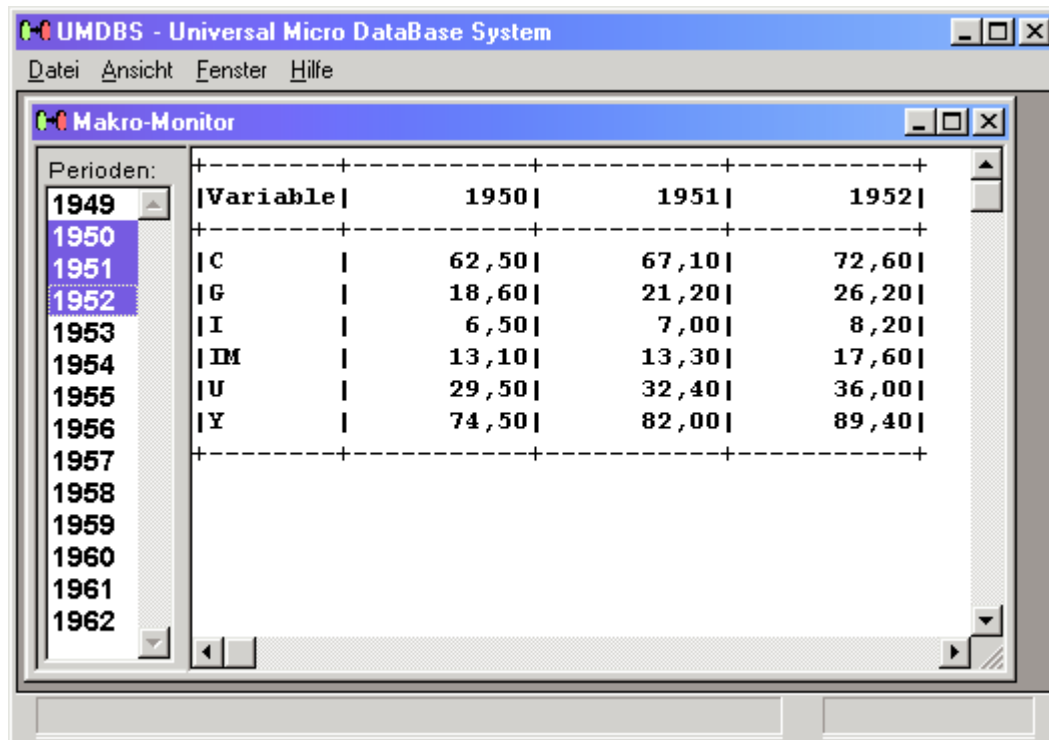 UMDBS - Universal Micro DataBase System
Datei Ansicht Fenster Hilfe
Makro-Monitor
Perioden:
1949
1950
1951
1952
1953
1954
1955
1956
1957
1958
1959
1960
1961
1962
+--------+-----------+-----------+-----------+
|Variable|       1950|       1951|       1952|
+--------+-----------+-----------+-----------+
|C       |      62,50|      67,10|      72,60|
|G       |      18,60|      21,20|      26,20|
|I       |       6,50|       7,00|       8,20|
|IM      |      13,10|      13,30|      17,60|
|U       |      29,50|      32,40|      36,00|
|Y       |      74,50|      82,00|      89,40|
+--------+-----------+-----------+-----------+